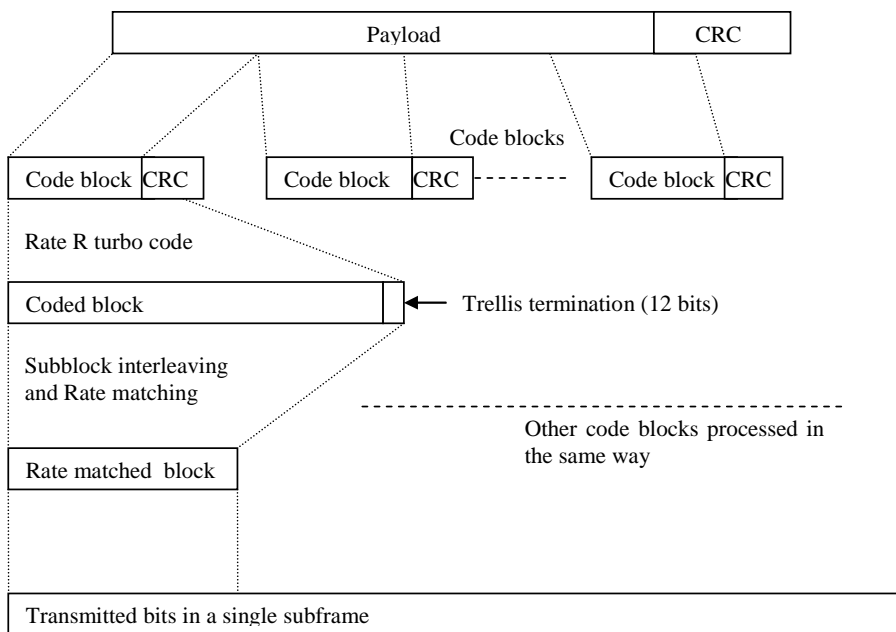 Payload
CRC
Code blocks
Code block
CRC
Code block
CRC
Code block
CRC
Rate R turbo code
Coded block
Trellis termination (12 bits)
Subblock interleaving
and Rate matching
Other code blocks processed in
the same way
Rate matched block
Transmitted bits in a single subframe